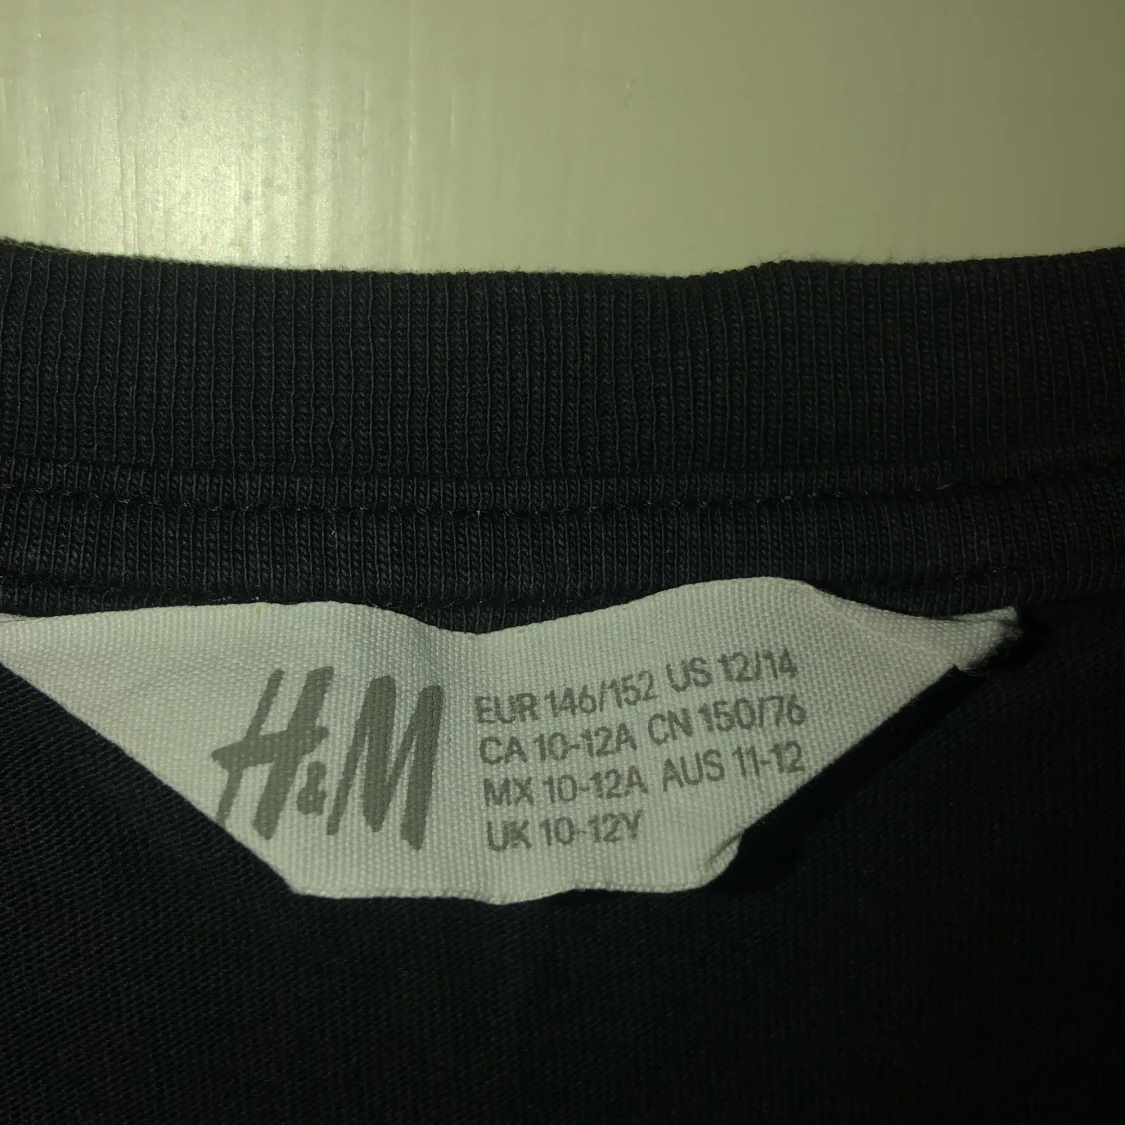 H&M
EUR 146/152 US 12/14
CA 10-12A CN 150/76
MX 10-12A AUS 11-12
UK 10-12Y